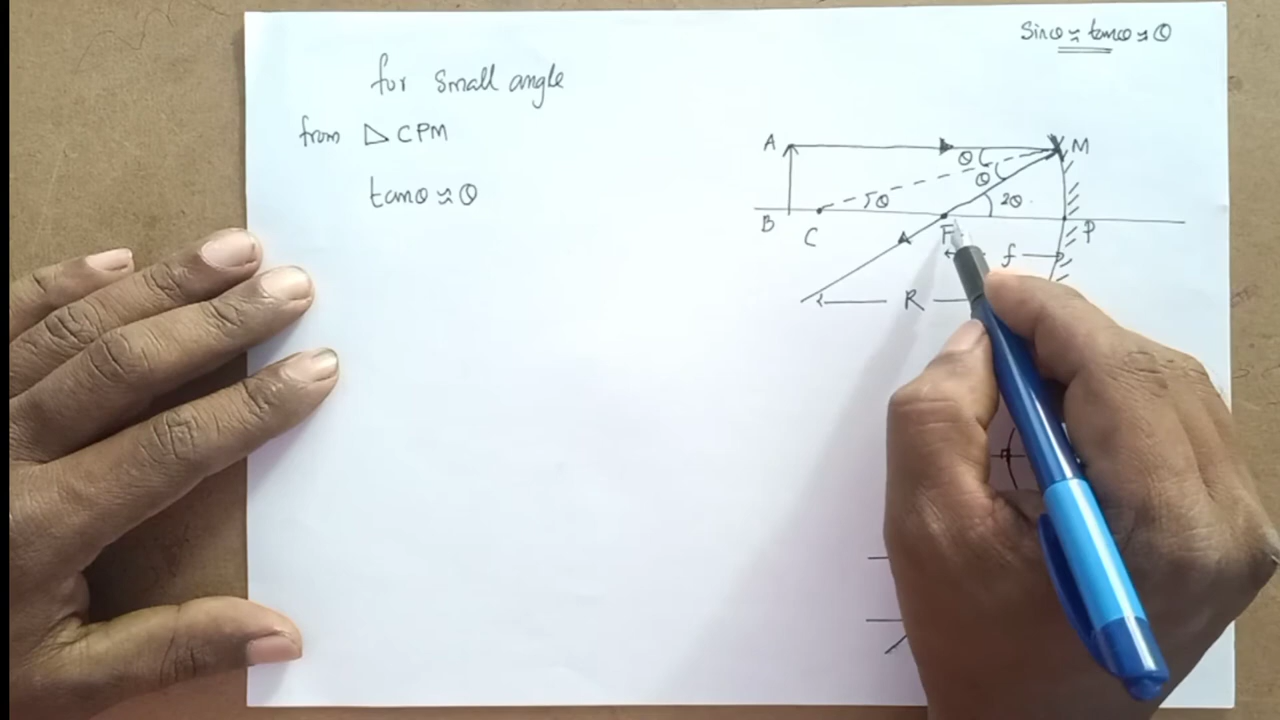 Sinθ ≈ tanθ ≈ θ
for small angle
from △ CPM
tanθ ≈ θ
A
M
θ
θ
θ
2θ
B
C
F
P
f
R